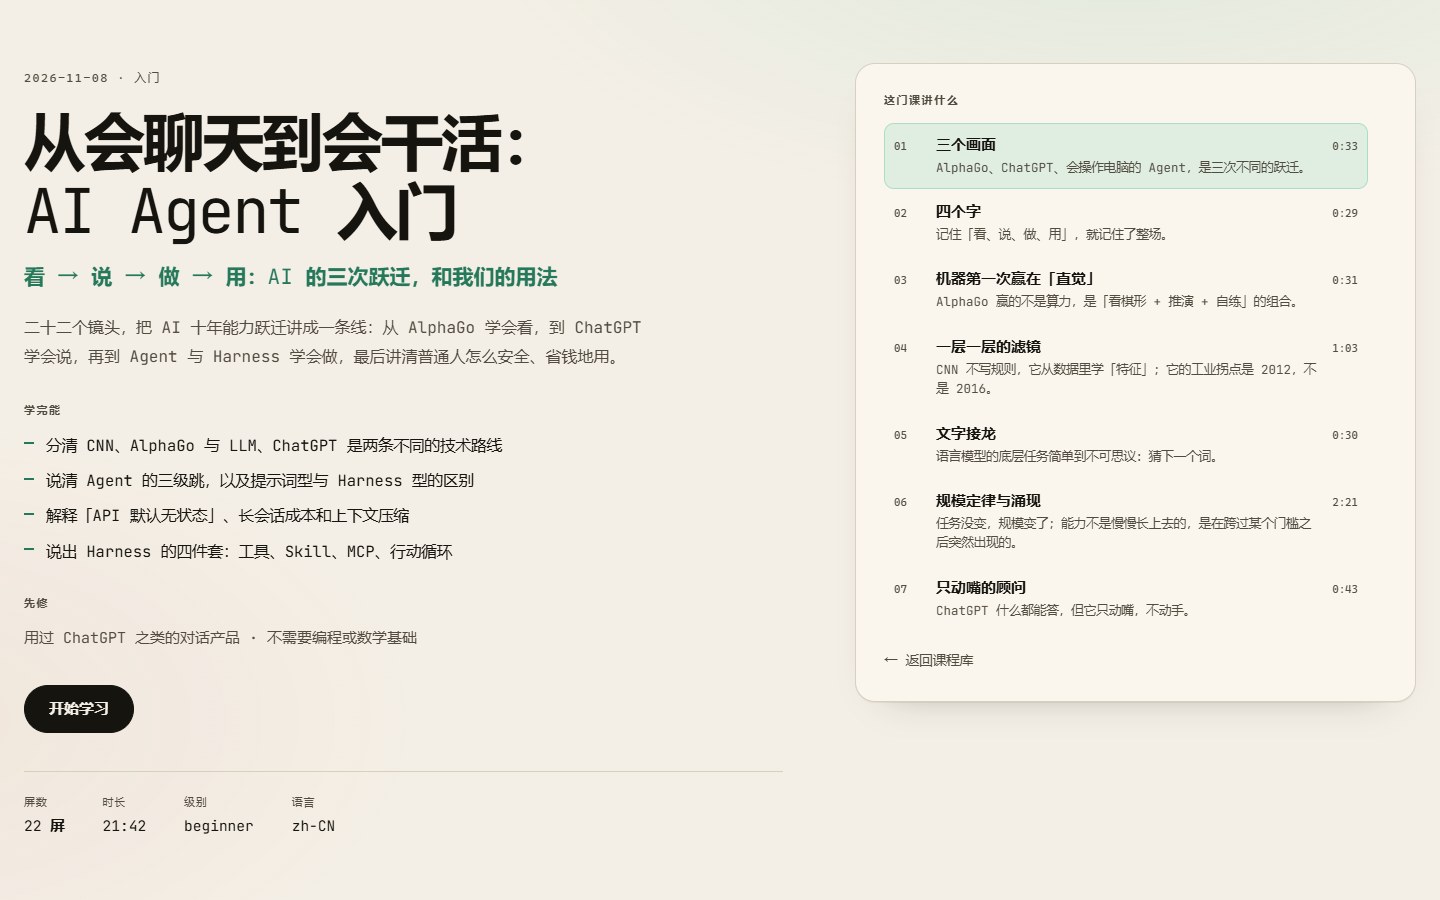 2026-11-08 · 入门
从会聊天到会干活：
AI Agent 入门
看 → 说 → 做 → 用：AI 的三次跃迁，和我们的用法
二十二个镜头，把 AI 十年能力跃迁讲成一条线：从 AlphaGo 学会看，到 ChatGPT
学会说，再到 Agent 与 Harness 学会做，最后讲清普通人怎么安全、省钱地用。
学完能
分清 CNN、AlphaGo 与 LLM、ChatGPT 是两条不同的技术路线
说清 Agent 的三级跳，以及提示词型与 Harness 型的区别
解释「API 默认无状态」、长会话成本和上下文压缩
说出 Harness 的四件套：工具、Skill、MCP、行动循环
先修
用过 ChatGPT 之类的对话产品 · 不需要编程或数学基础
开始学习
屏数 时长 级别 语言
22 屏 21:42 beginner zh-CN
这门课讲什么
01 三个画面 0:33
AlphaGo、ChatGPT、会操作电脑的 Agent，是三次不同的跃迁。
02 四个字 0:29
记住「看、说、做、用」，就记住了整场。
03 机器第一次赢在「直觉」 0:31
AlphaGo 赢的不是算力，是「看棋形 + 推演 + 自练」的组合。
04 一层一层的滤镜 1:03
CNN 不写规则，它从数据里学「特征」；它的工业拐点是 2012，不
是 2016。
05 文字接龙 0:30
语言模型的底层任务简单到不可思议：猜下一个词。
06 规模定律与涌现 2:21
任务没变，规模变了；能力不是慢慢长上去的，是在跨过某个门槛之
后突然出现的。
07 只动嘴的顾问 0:43
ChatGPT 什么都能答，但它只动嘴，不动手。
← 返回课程库